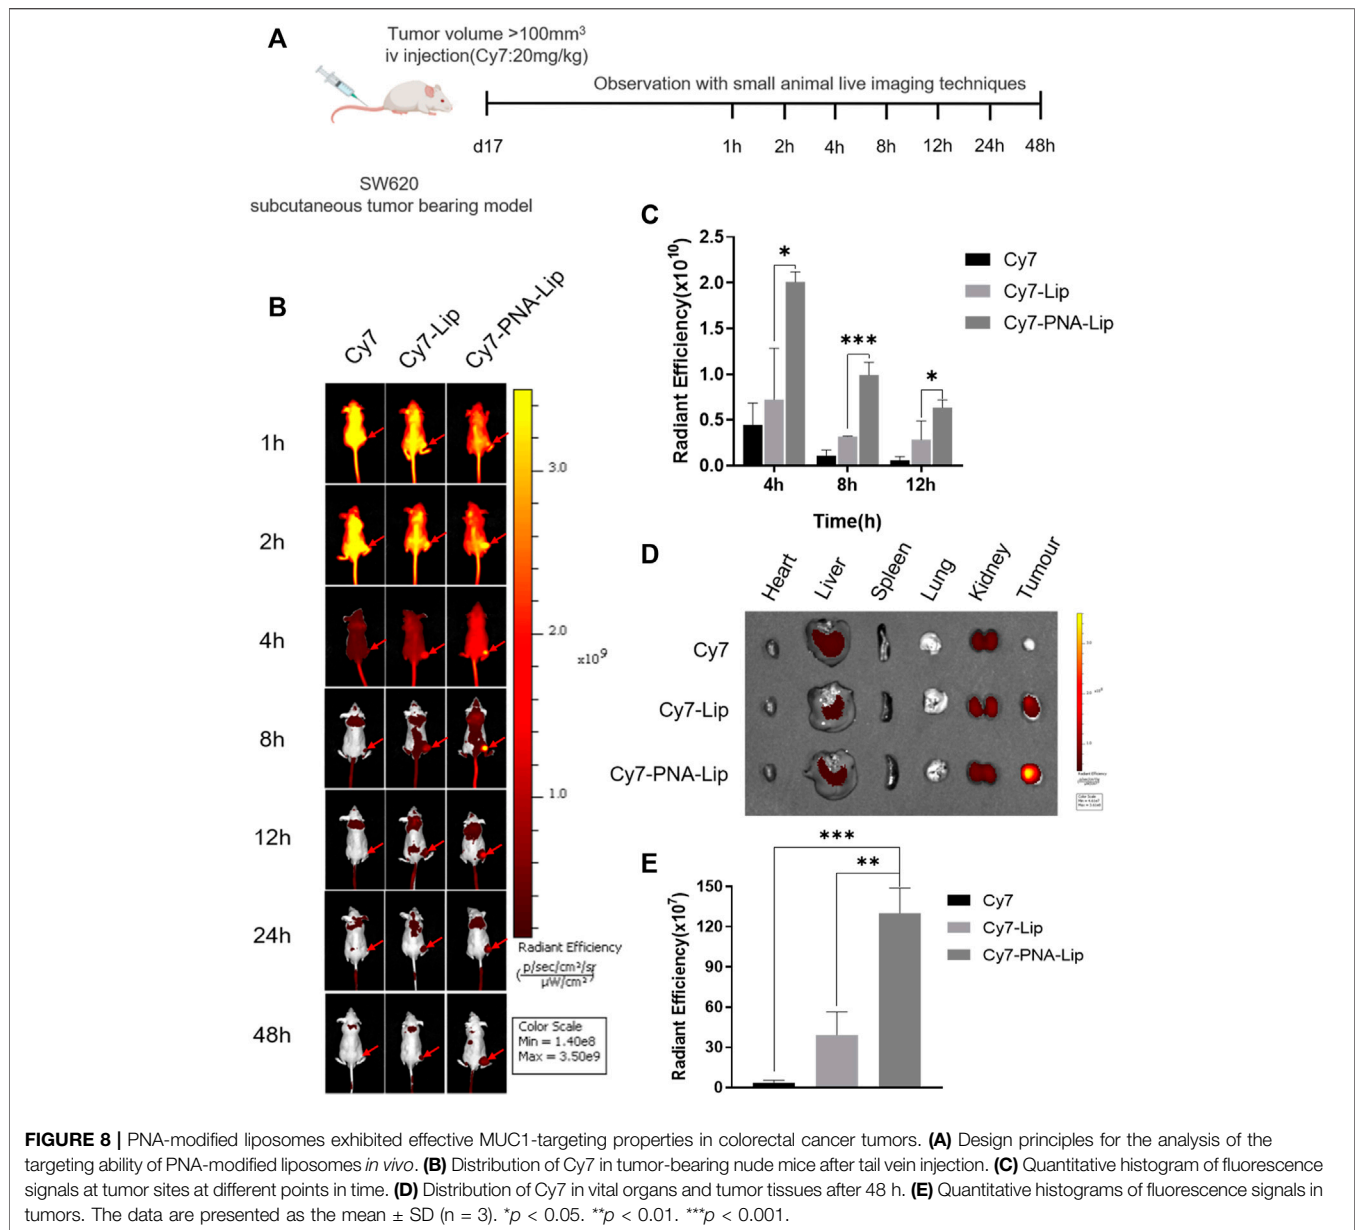 A
Tumor volume >100mm³
iv injection(Cy7:20mg/kg)
Observation with small animal live imaging techniques
d17
1h
2h
4h
8h
12h
24h
48h
SW620
subcutaneous tumor bearing model
B
Cy7
Cy7-Lip
Cy7-PNA-Lip
1h
2h
4h
8h
12h
24h
48h
3.0
2.0
x10⁹
1.0
Radiant Efficiency
(p/sec/cm²/sr
µW/cm²)
Color Scale
Min = 1.40e8
Max = 3.50e9
C
Radiant Efficiency(x10¹⁰)
2.5
2.0
1.5
1.0
0.5
0.0
*
***
*
4h
8h
12h
Time(h)
Cy7
Cy7-Lip
Cy7-PNA-Lip
D
Heart
Liver
Spleen
Lung
Kidney
Tumour
Cy7
Cy7-Lip
Cy7-PNA-Lip
Radiant Efficiency
Color Scale
E
Radiant Efficiency(x10⁷)
150
120
90
60
30
0
***
**
Cy7
Cy7-Lip
Cy7-PNA-Lip
FIGURE 8 | PNA-modified liposomes exhibited effective MUC1-targeting properties in colorectal cancer tumors. (A) Design principles for the analysis of the
targeting ability of PNA-modified liposomes in vivo. (B) Distribution of Cy7 in tumor-bearing nude mice after tail vein injection. (C) Quantitative histogram of fluorescence
signals at tumor sites at different points in time. (D) Distribution of Cy7 in vital organs and tumor tissues after 48 h. (E) Quantitative histograms of fluorescence signals in
tumors. The data are presented as the mean ± SD (n = 3). *p < 0.05. **p < 0.01. ***p < 0.001.